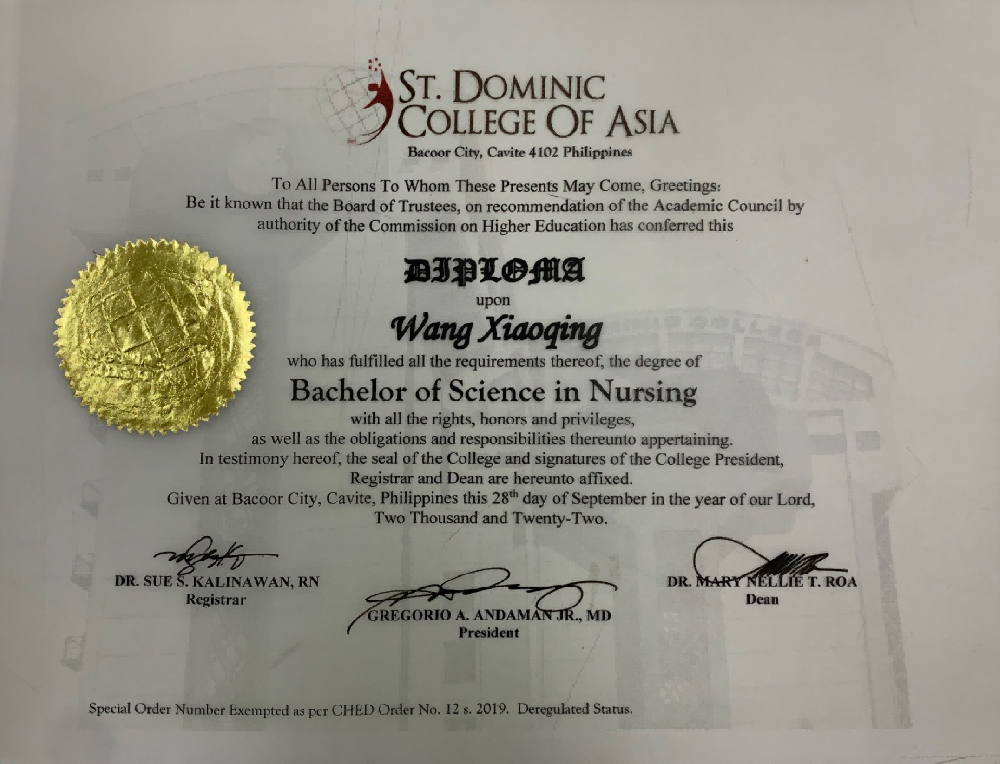 ST. DOMINIC
COLLEGE OF ASIA
Bacoor City, Cavite 4102 Philippines
To All Persons To Whom These Presents May Come, Greetings:
Be it known that the Board of Trustees, on recommendation of the Academic Council by
authority of the Commission on Higher Education has conferred this
DIPLOMA
upon
Wang Xiaoqing
who has fulfilled all the requirements thereof, the degree of
Bachelor of Science in Nursing
with all the rights, honors and privileges,
as well as the obligations and responsibilities thereunto appertaining.
In testimony hereof, the seal of the College and signatures of the College President,
Registrar and Dean are hereunto affixed.
Given at Bacoor City, Cavite, Philippines this 28th day of September in the year of our Lord,
Two Thousand and Twenty-Two.
DR. SUE S. KALINAWAN, RN
Registrar
GREGORIO A. ANDAMAN JR., MD
President
DR. MARY NELLIE T. ROA
Dean
Special Order Number Exempted as per CHED Order No. 12 s. 2019. Deregulated Status.